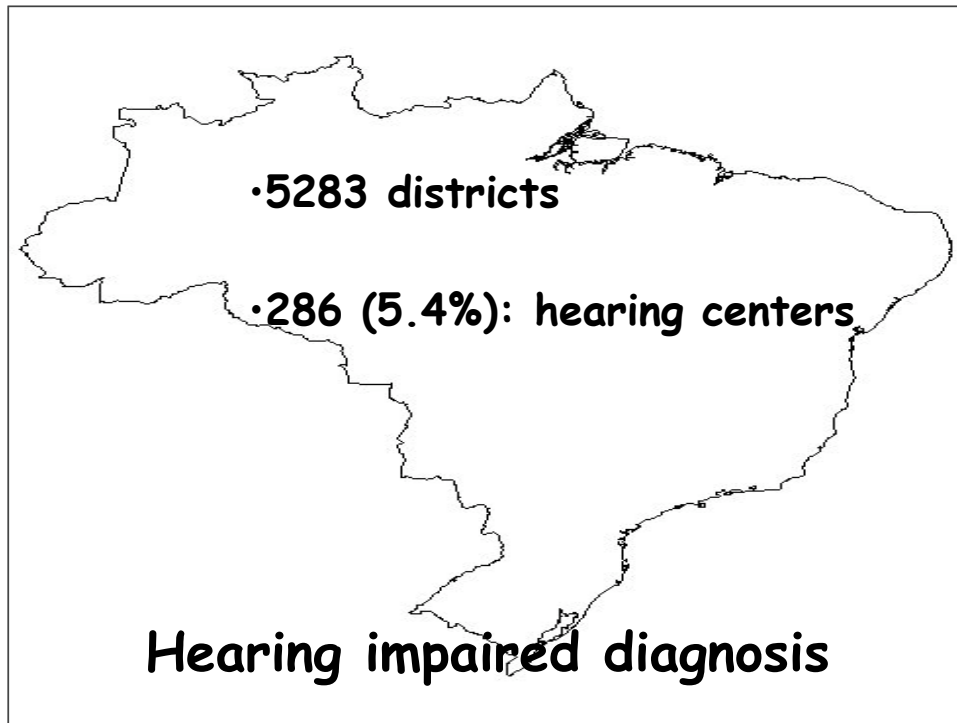 •5283 districts
•286 (5.4%): hearing centers
Hearing impaired diagnosis